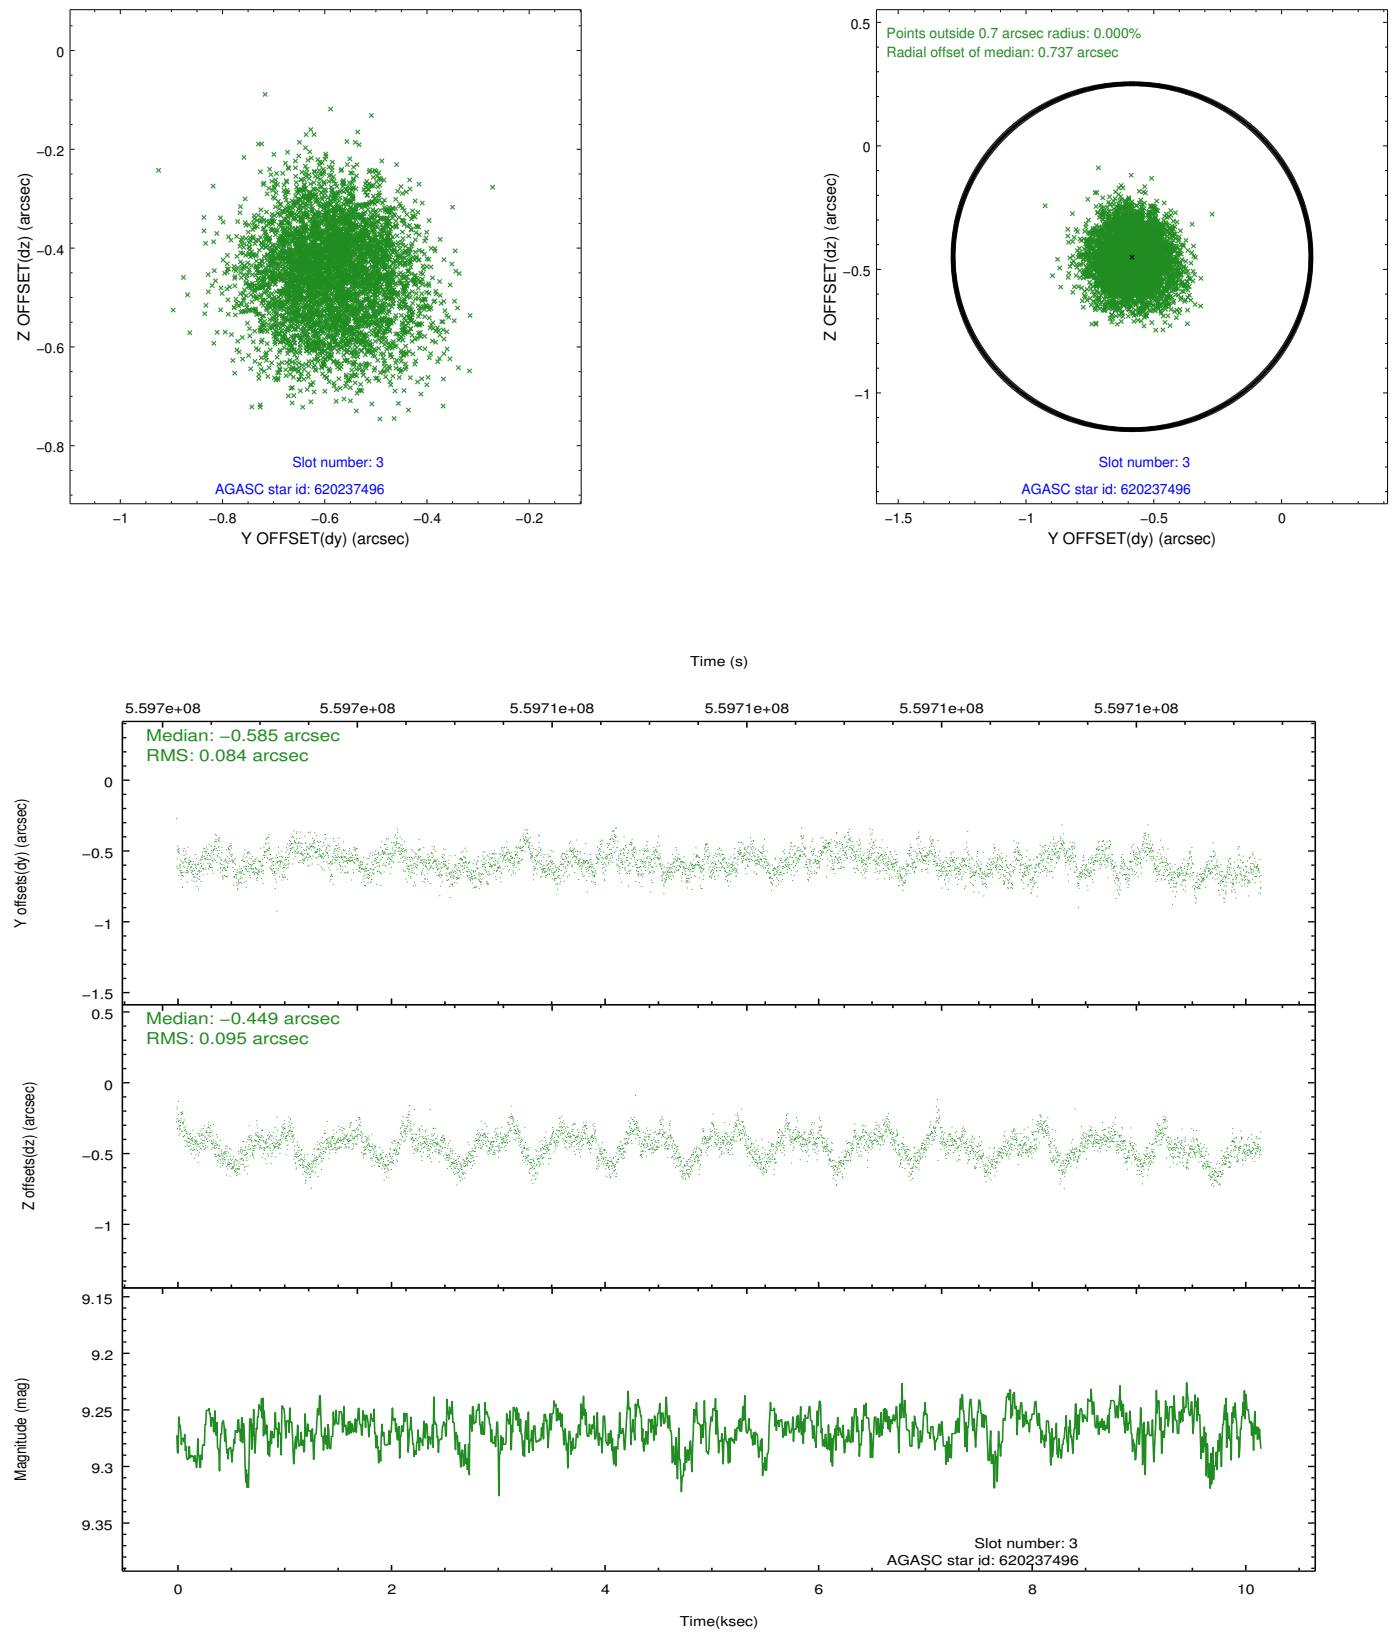 0
−0.2
−0.4
−0.6
−0.8
Z OFFSET(dz) (arcsec)
Slot number: 3
AGASC star id: 620237496
−1
−0.8
−0.6
−0.4
−0.2
Y OFFSET(dy) (arcsec)
0.5
0
−0.5
−1
Z OFFSET(dz) (arcsec)
Points outside 0.7 arcsec radius: 0.000%
Radial offset of median: 0.737 arcsec
Slot number: 3
AGASC star id: 620237496
−1.5
−1
−0.5
0
Y OFFSET(dy) (arcsec)
Time (s)
5.597e+08
5.597e+08
5.5971e+08
5.5971e+08
5.5971e+08
5.5971e+08
Median: −0.585 arcsec
RMS: 0.084 arcsec
0
−0.5
−1
−1.5
Y offsets(dy) (arcsec)
Median: −0.449 arcsec
RMS: 0.095 arcsec
0.5
0
−0.5
−1
Z offsets(dz) (arcsec)
9.15
9.2
9.25
9.3
9.35
Magnitude (mag)
Slot number: 3
AGASC star id: 620237496
0
2
4
6
8
10
Time(ksec)